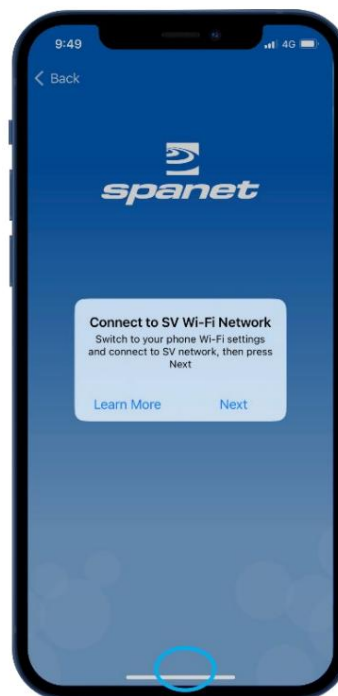 9:49
4G
Back
spanet
Connect to SV Wi-Fi Network
Switch to your phone Wi-Fi settings
and connect to SV network, then press
Next
Learn More Next